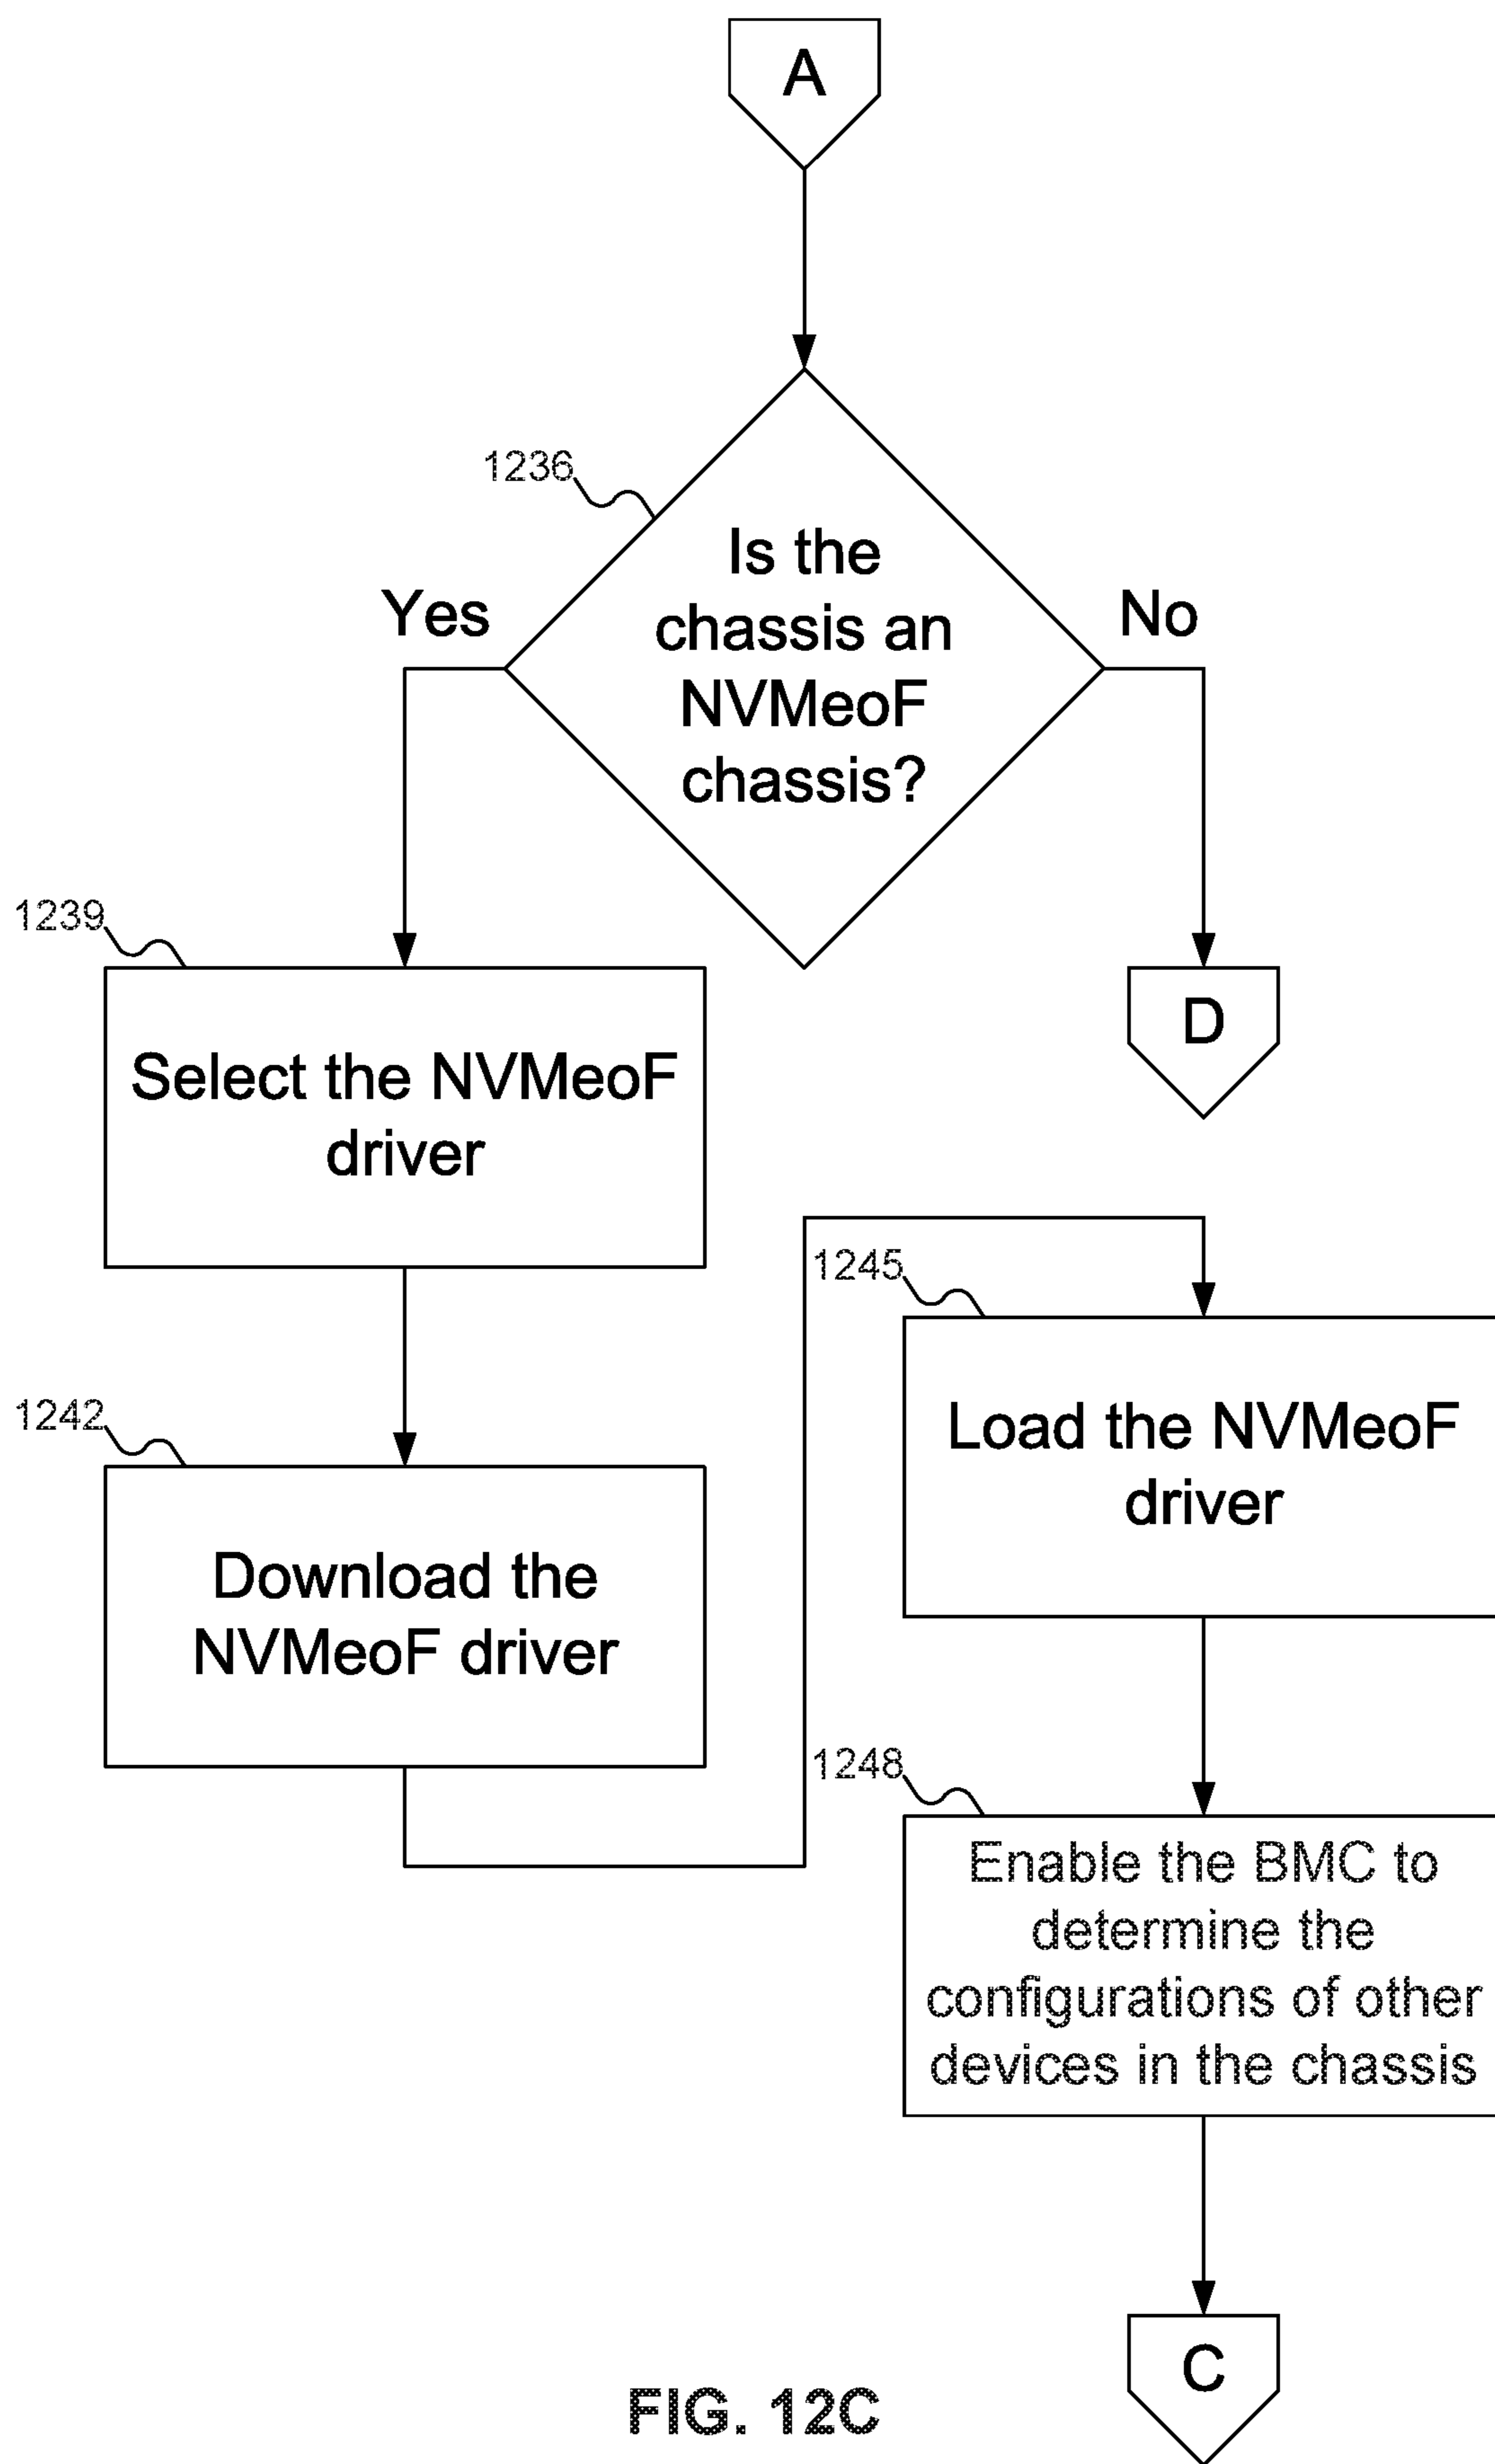 A
1236
Is the
chassis an
NVMeoF
chassis?
Yes
No
1239
Select the NVMeoF
driver
D
1242
Download the
NVMeoF driver
1245
Load the NVMeoF
driver
1248
Enable the BMC to
determine the
configurations of other
devices in the chassis
C
FIG. 12C